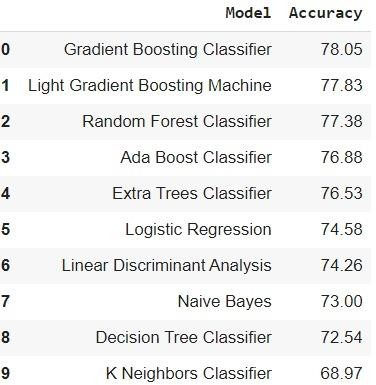 Model Accuracy
0 Gradient Boosting Classifier 78.05
1 Light Gradient Boosting Machine 77.83
2 Random Forest Classifier 77.38
3 Ada Boost Classifier 76.88
4 Extra Trees Classifier 76.53
5 Logistic Regression 74.58
6 Linear Discriminant Analysis 74.26
7 Naive Bayes 73.00
8 Decision Tree Classifier 72.54
9 K Neighbors Classifier 68.97